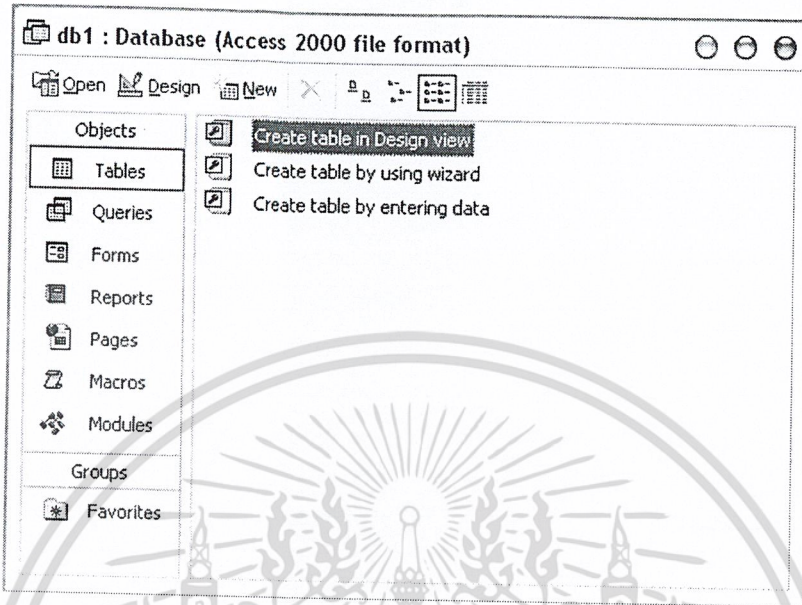 db1 : Database (Access 2000 file format)
Open Design New
Objects
Tables
Queries
Forms
Reports
Pages
Macros
Modules
Groups
Favorites
Create table in Design view
Create table by using wizard
Create table by entering data